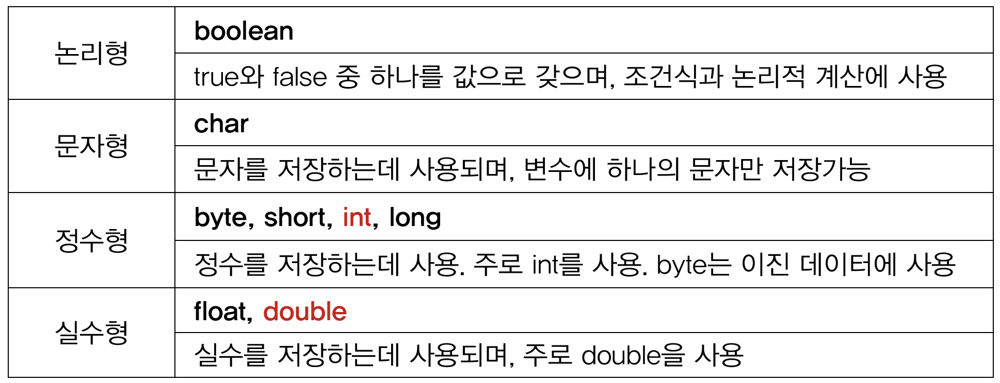 논리형
boolean
true와 false 중 하나를 값으로 갖으며, 조건식과 논리적 계산에 사용
문자형
char
문자를 저장하는데 사용되며, 변수에 하나의 문자만 저장가능
정수형
byte, short, int, long
정수를 저장하는데 사용. 주로 int를 사용. byte는 이진 데이터에 사용
실수형
float, double
실수를 저장하는데 사용되며, 주로 double을 사용